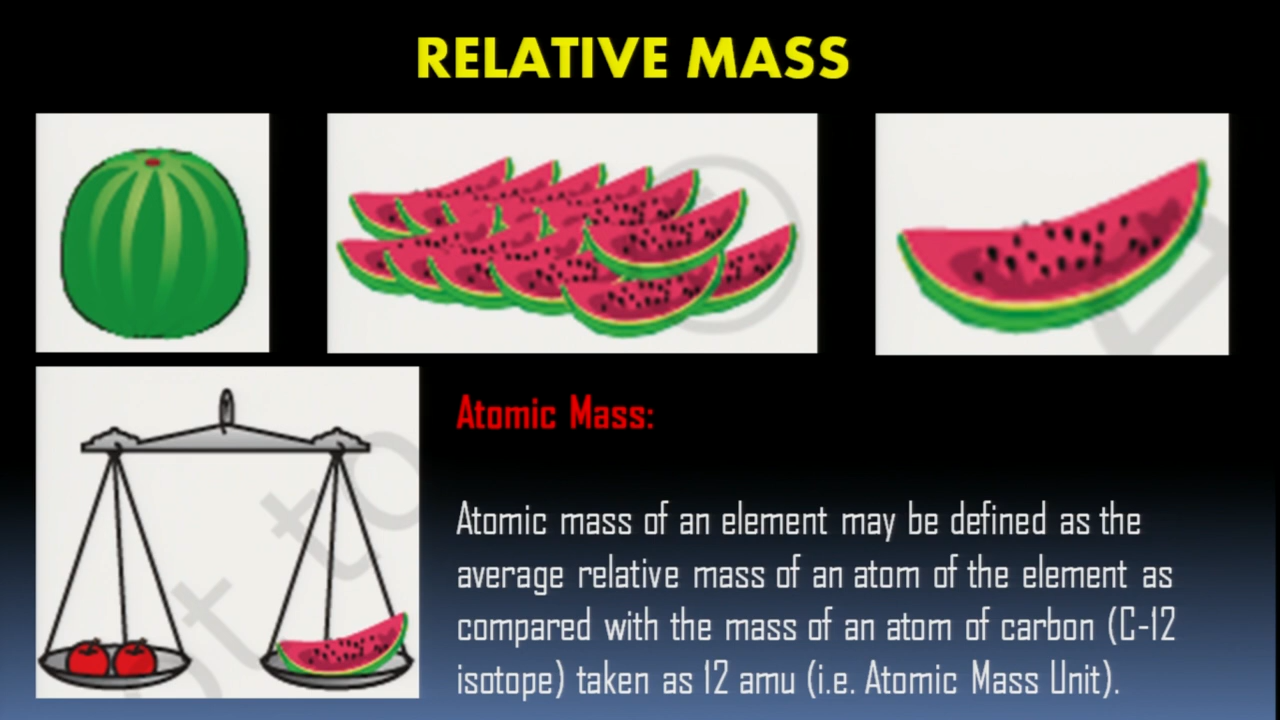 RELATIVE MASS
Atomic Mass:
Atomic mass of an element may be defined as the
average relative mass of an atom of the element as
compared with the mass of an atom of carbon (C-12
isotope) taken as 12 amu (i.e. Atomic Mass Unit).